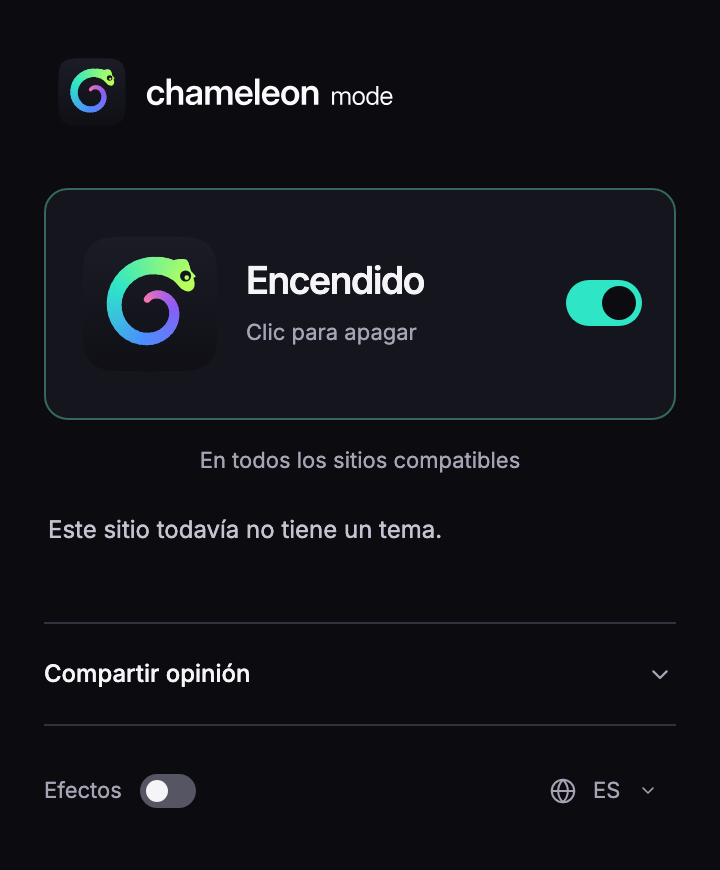 chameleon mode
Encendido
Clic para apagar
En todos los sitios compatibles
Este sitio todavía no tiene un tema.
Compartir opinión
Efectos
ES